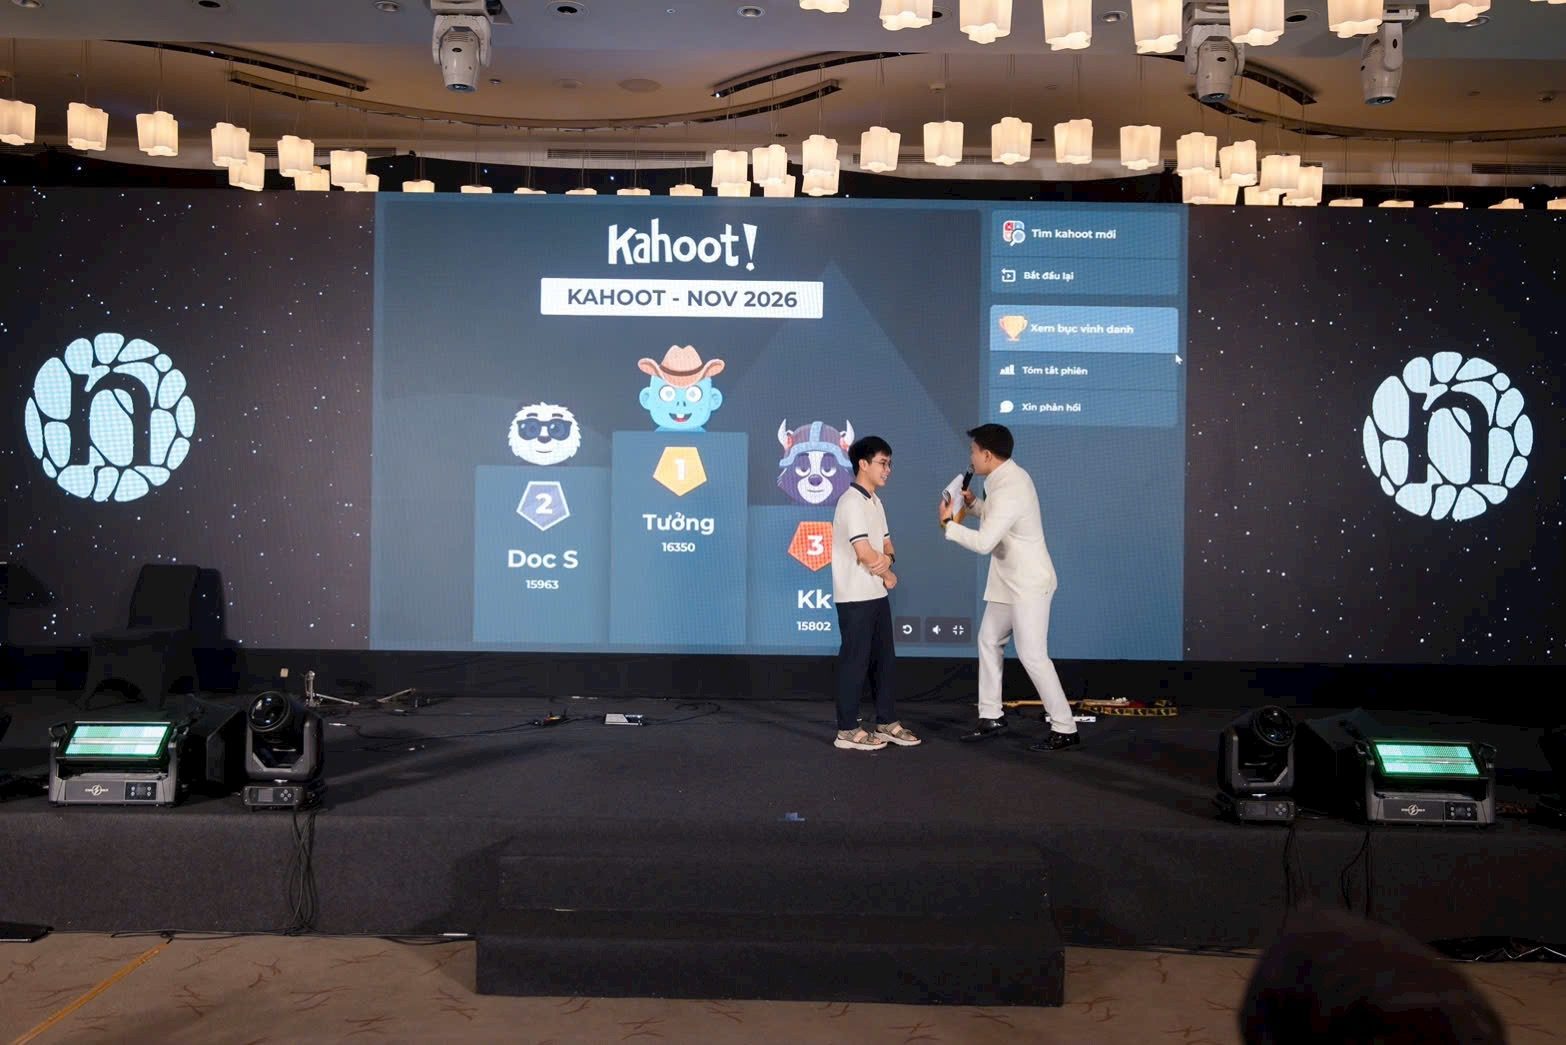 Kahoot!
KAHOOT - NOV 2026
Tìm kahoot mới
Bắt đầu lại
Xem bục vinh danh
Tóm tắt phiên
Xin phản hồi
2
Doc S
15963
1
Tưởng
16350
3
Kk
15802
n
n